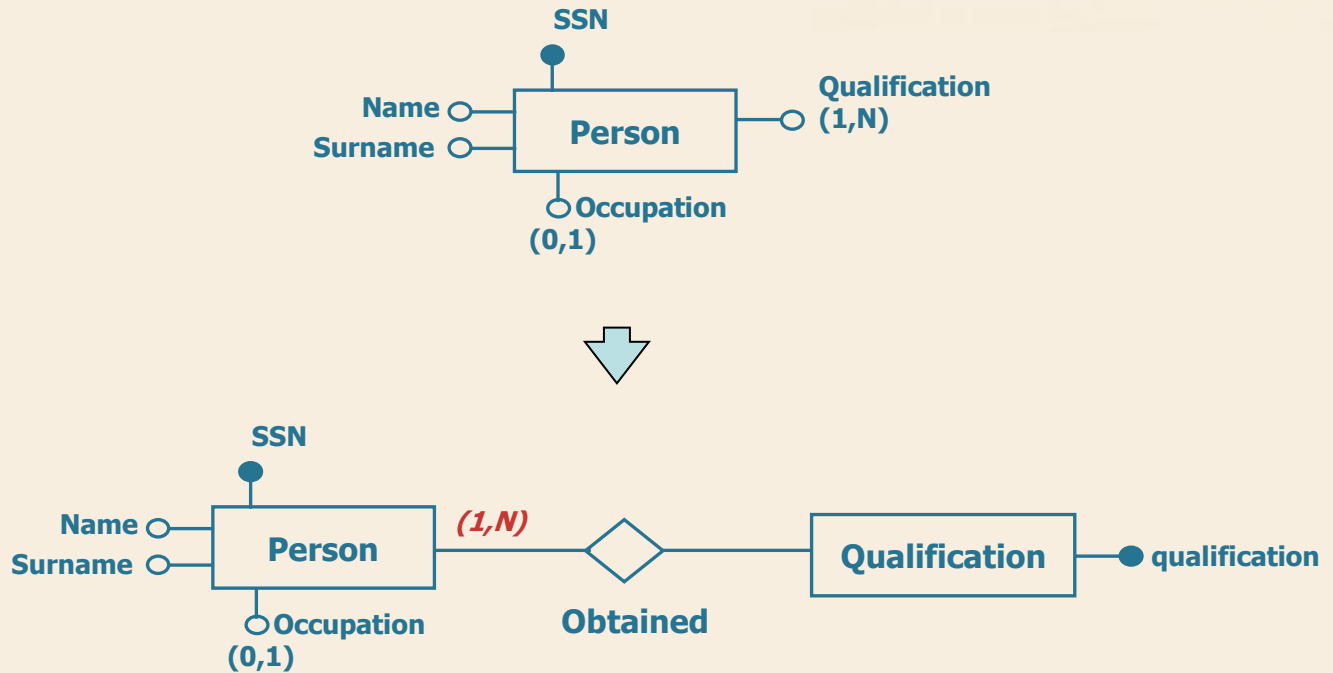 SSN
Name
Surname
Person
Qualification
(1,N)
Occupation
(0,1)
SSN
Name
Surname
Person
(1,N)
Obtained
Qualification
qualification
Occupation
(0,1)